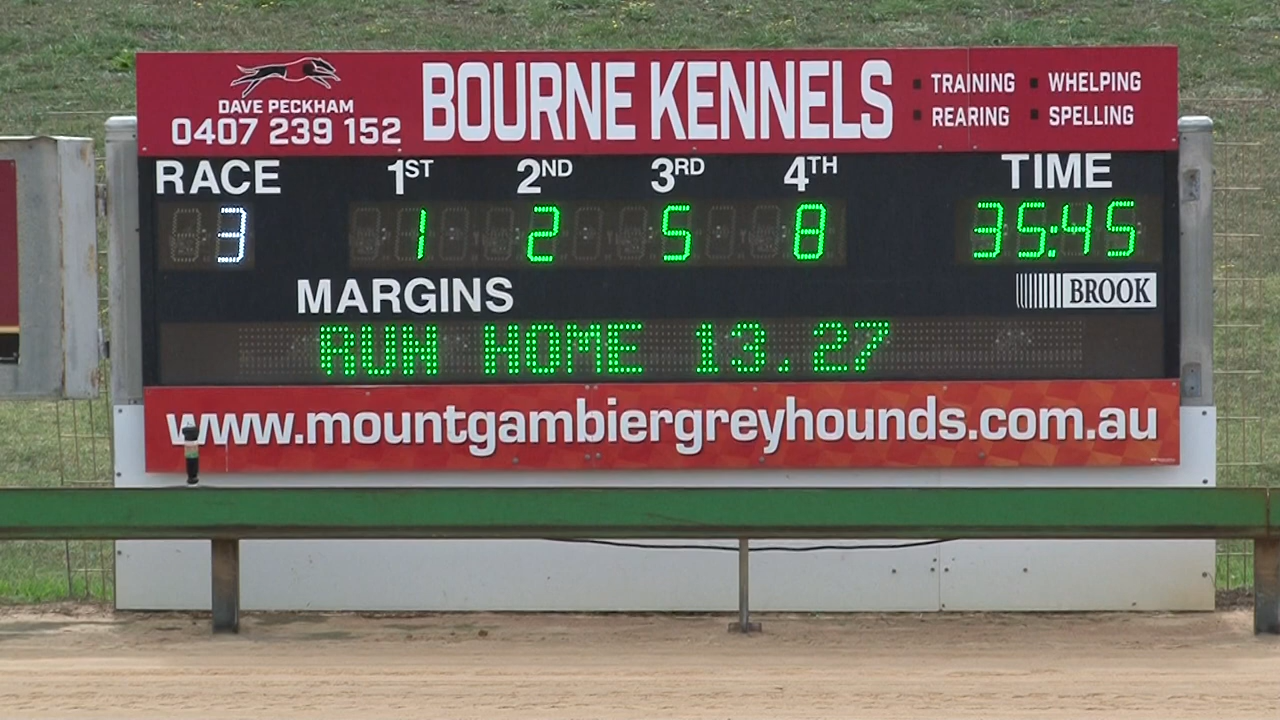 BOURNE KENNELS
DAVE PECKHAM
0407 239 152
TRAINING WHELPING
REARING SPELLING
RACE 1ST 2ND 3RD 4TH TIME
3 1 2 5 8 35:45
MARGINS
BROOK
RUN HOME 13.27
www.mountgambiergreyhounds.com.au